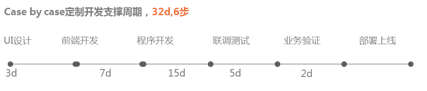 Case by case定制开发支撑周期，32d,6步
UI设计 前端开发 程序开发 联调测试 业务验证 部署上线
3d 7d 15d 5d 2d